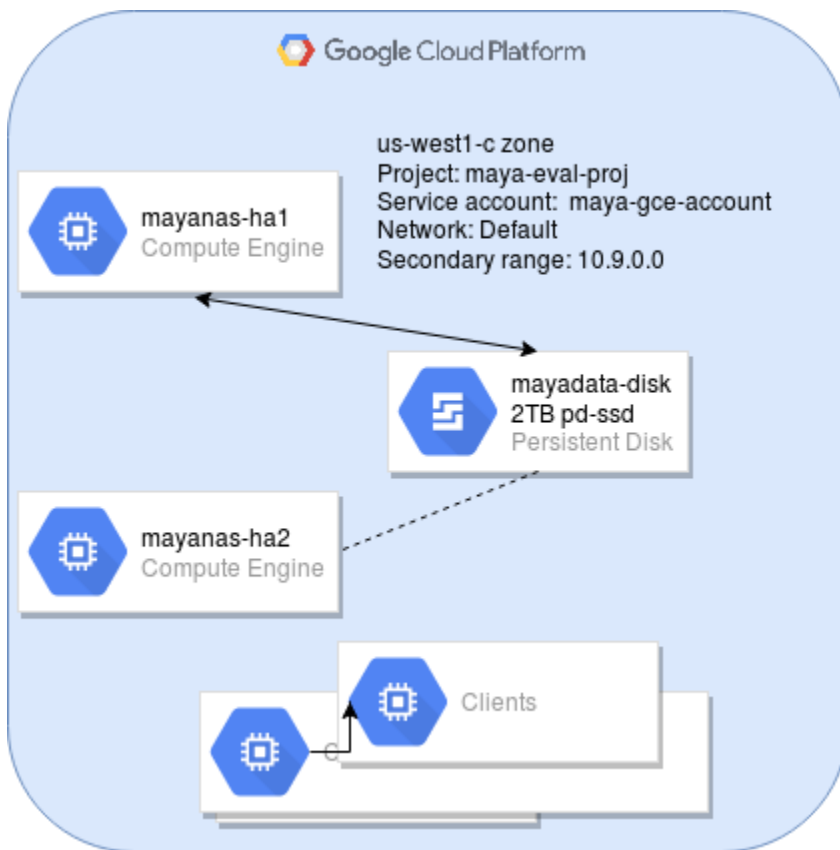 Google Cloud Platform
us-west1-c zone
Project: maya-eval-proj
Service account:  maya-gce-account
Network: Default
Secondary range: 10.9.0.0
mayanas-ha1
Compute Engine
mayadata-disk
2TB pd-ssd
Persistent Disk
mayanas-ha2
Compute Engine
Clients